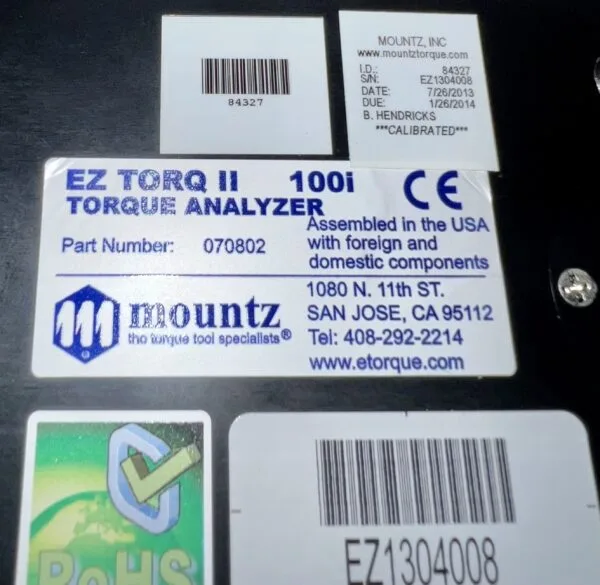 84327
MOUNTZ, INC
www.mountztorque.com
I.D.: 84327
S/N: EZ1304008
DATE: 7/26/2013
DUE: 1/26/2014
B. HENDRICKS
***CALIBRATED***
EZ TORQ II 100i CE
TORQUE ANALYZER
Assembled in the USA
Part Number: 070802 with foreign and
domestic components
mountz
the torque tool specialists®
1080 N. 11th ST.
SAN JOSE, CA 95112
Tel: 408-292-2214
www.etorque.com
RoHS
EZ1304008